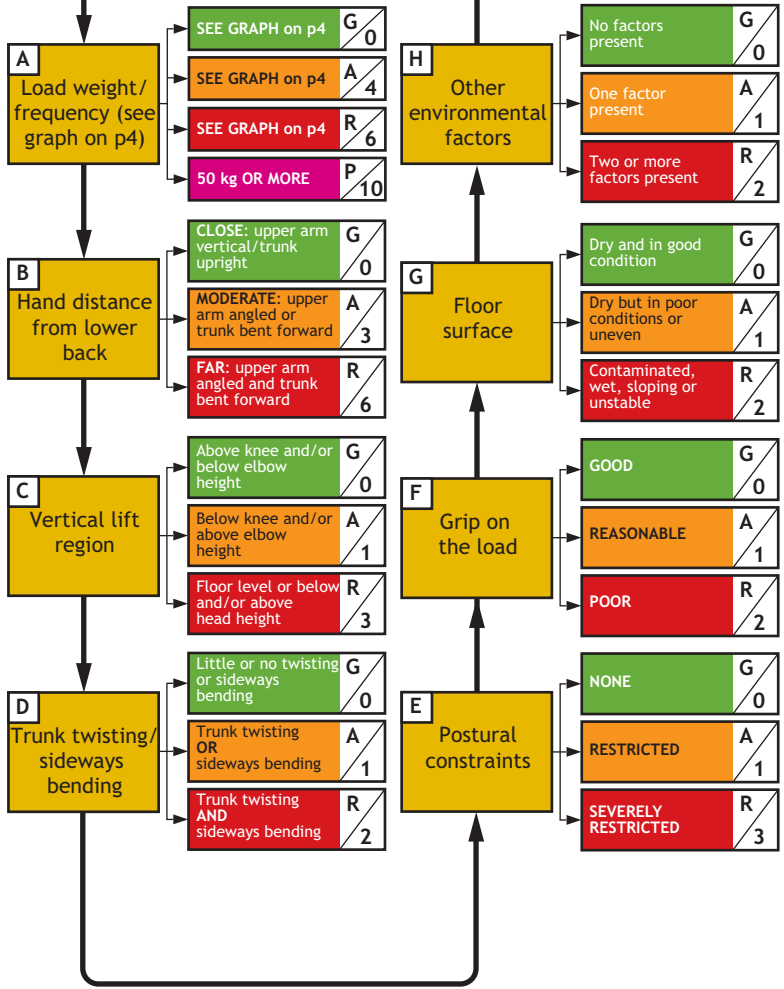 A
Load weight/
frequency (see
graph on p4)
SEE GRAPH on p4
G
0
SEE GRAPH on p4
A
4
SEE GRAPH on p4
R
6
50 kg OR MORE
P
10
B
Hand distance
from lower
back
CLOSE: upper arm
vertical/trunk
upright
G
0
MODERATE: upper
arm angled or
trunk bent forward
A
3
FAR: upper arm
angled and trunk
bent forward
R
6
C
Vertical lift
region
Above knee and/or
below elbow
height
G
0
Below knee and/or
above elbow
height
A
1
Floor level or below
and/or above
head height
R
3
D
Trunk twisting/
sideways
bending
Little or no twisting
or sideways
bending
G
0
Trunk twisting
OR
sideways bending
A
1
Trunk twisting
AND
sideways bending
R
2
H
Other
environmental
factors
No factors
present
G
0
One factor
present
A
1
Two or more
factors present
R
2
G
Floor
surface
Dry and in good
condition
G
0
Dry but in poor
conditions or
uneven
A
1
Contaminated,
wet, sloping or
unstable
R
2
F
Grip on
the load
GOOD
G
0
REASONABLE
A
1
POOR
R
2
E
Postural
constraints
NONE
G
0
RESTRICTED
A
1
SEVERELY
RESTRICTED
R
3